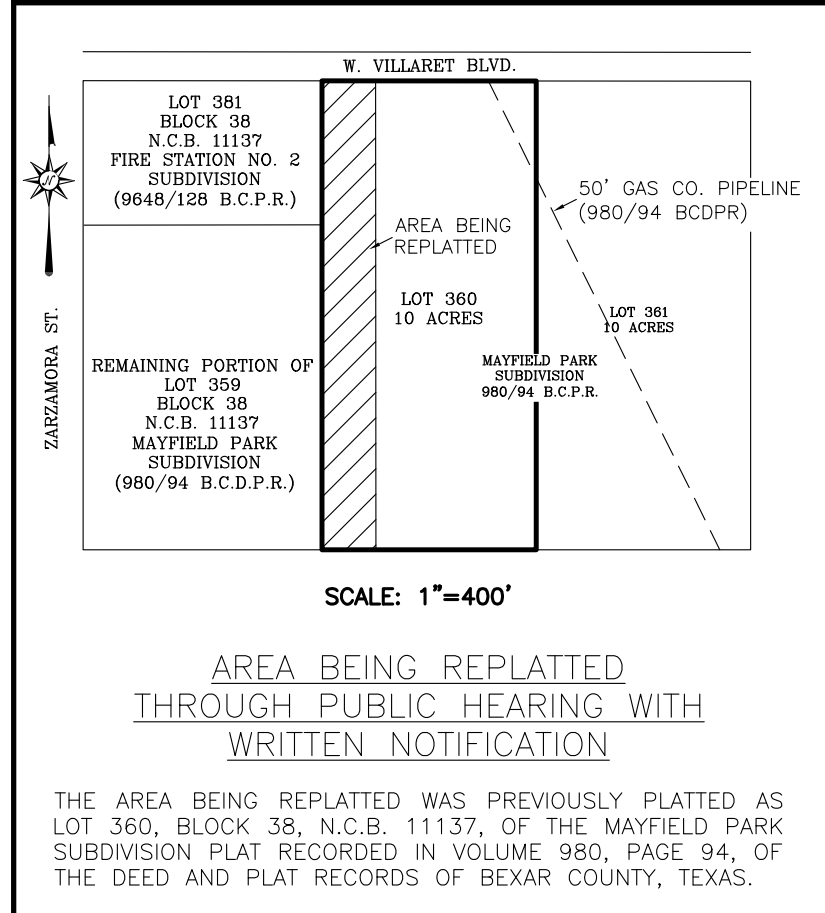 W. VILLARET BLVD.
LOT 381
BLOCK 38
N.C.B. 11137
FIRE STATION NO. 2
SUBDIVISION
(9648/128 B.C.P.R.)
N
ZARZAMORA ST.
REMAINING PORTION OF
LOT 359
BLOCK 38
N.C.B. 11137
MAYFIELD PARK
SUBDIVISION
(980/94 B.C.D.P.R.)
AREA BEING
REPLATTED
LOT 360
10 ACRES
50' GAS CO. PIPELINE
(980/94 BCDPR)
LOT 361
10 ACRES
MAYFIELD PARK
SUBDIVISION
980/94 B.C.P.R.
SCALE: 1"=400'
AREA BEING REPLATTED
THROUGH PUBLIC HEARING WITH
WRITTEN NOTIFICATION
THE AREA BEING REPLATTED WAS PREVIOUSLY PLATTED AS
LOT 360, BLOCK 38, N.C.B. 11137, OF THE MAYFIELD PARK
SUBDIVISION PLAT RECORDED IN VOLUME 980, PAGE 94, OF
THE DEED AND PLAT RECORDS OF BEXAR COUNTY, TEXAS.